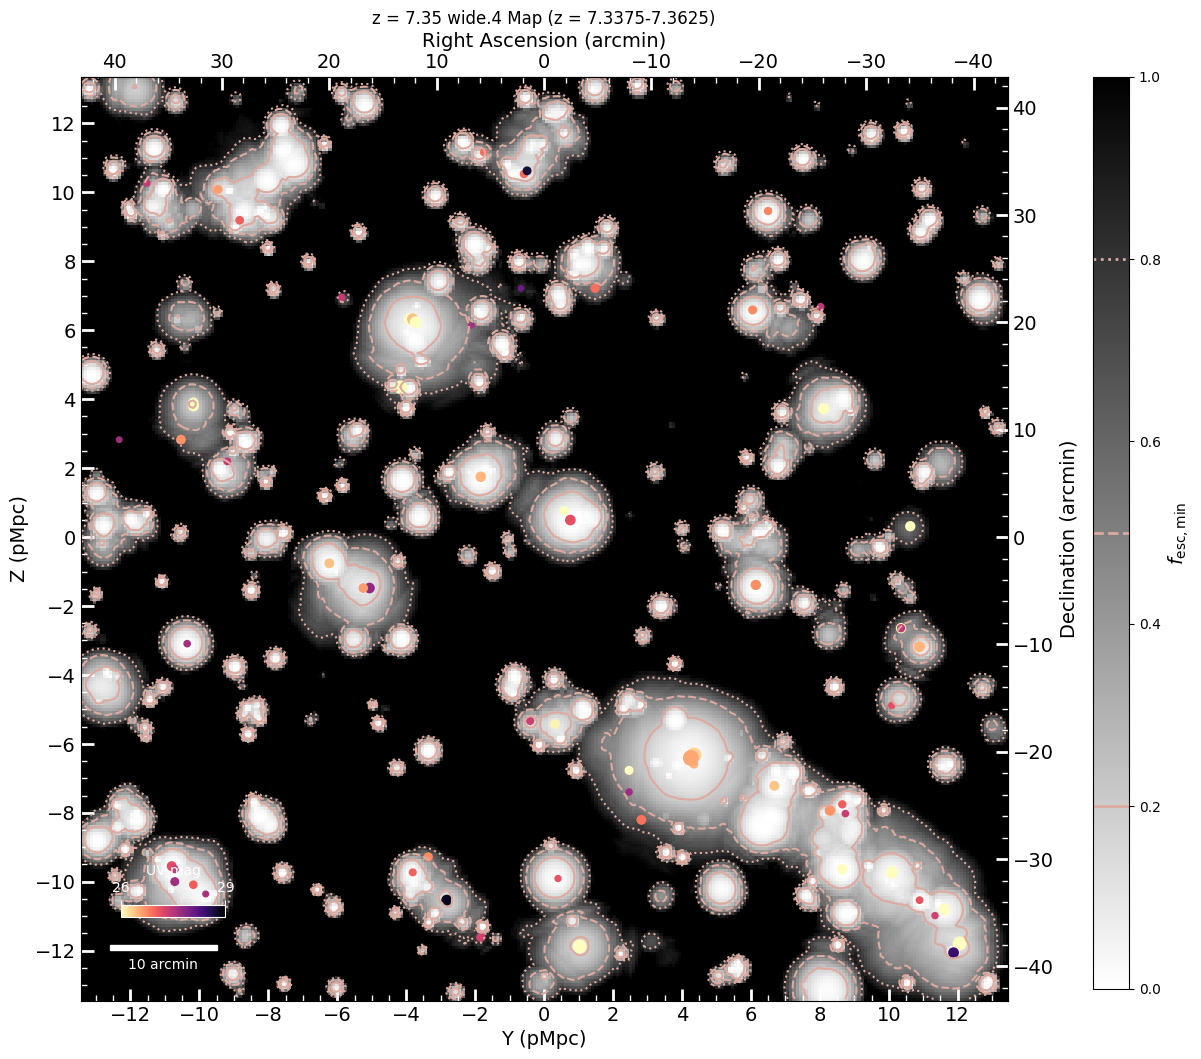 z = 7.35 wide.4 Map (z = 7.3375-7.3625)
Right Ascension (arcmin)
40 30 20 10 0 −10 −20 −30 −40
12
10
8
6
4
2
0
−2
−4
−6
−8
−10
−12
Z (pMpc)
40
30
20
10
0
−10
−20
−30
−40
Declination (arcmin)
1.0
0.8
0.6
0.4
0.2
0.0
fesc, min
UV mag
26 29
10 arcmin
−12 −10 −8 −6 −4 −2 0 2 4 6 8 10 12
Y (pMpc)